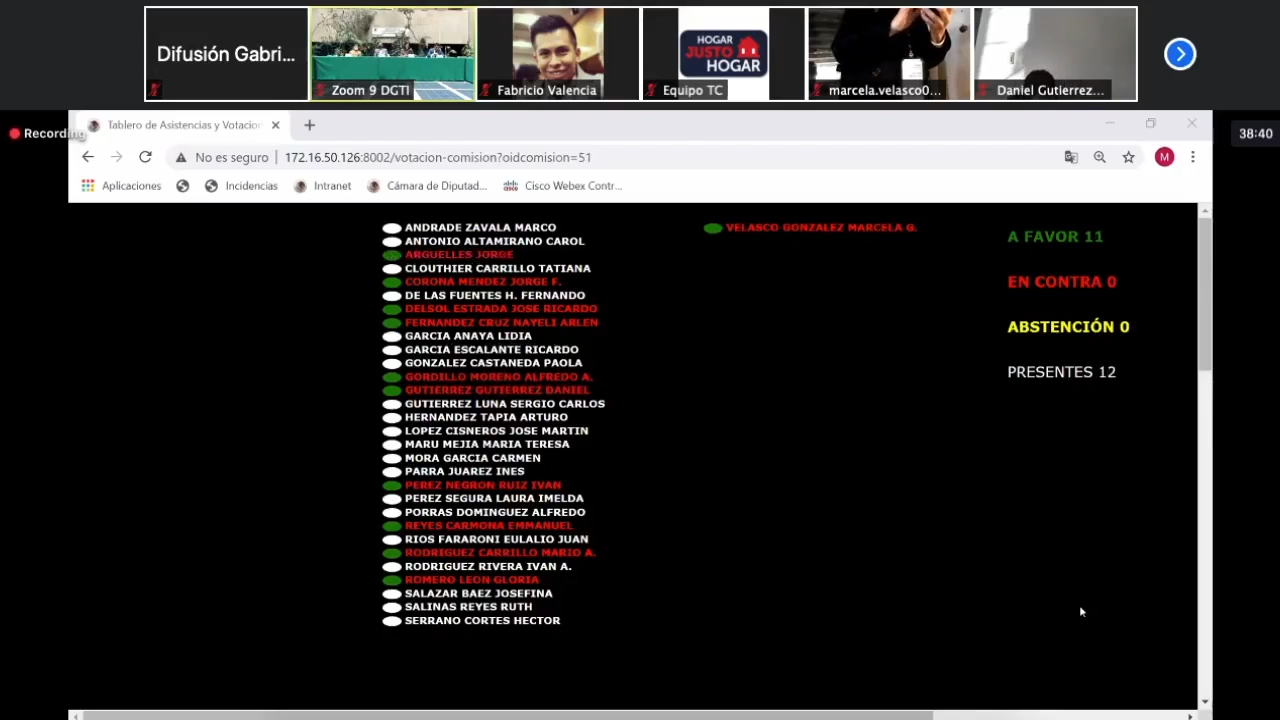 Difusión Gabri...
Zoom 9 DGTI
Fabricio Valencia
HOGAR
JUSTO
HOGAR
Equipo TC
marcela.velasco0...
Daniel Gutierrez...
Recording
38:40
Tablero de Asistencias y Votacion
No es seguro
172.16.50.126:8002/votacion-comision?oidcomision=51
M
Aplicaciones
Incidencias
Intranet
Cámara de Diputad...
Cisco Webex Contr...
ANDRADE ZAVALA MARCO
ANTONIO ALTAMIRANO CAROL
ARGUELLES JORGE
CLOUTHIER CARRILLO TATIANA
CORONA MENDEZ JORGE F.
DE LAS FUENTES H. FERNANDO
DELSOL ESTRADA JOSE RICARDO
FERNANDEZ CRUZ NAYELI ARLEN
GARCIA ANAYA LIDIA
GARCIA ESCALANTE RICARDO
GONZALEZ CASTANEDA PAOLA
GORDILLO MORENO ALFREDO A.
GUTIERREZ GUTIERREZ DANIEL
GUTIERREZ LUNA SERGIO CARLOS
HERNANDEZ TAPIA ARTURO
LOPEZ CISNEROS JOSE MARTIN
MARU MEJIA MARIA TERESA
MORA GARCIA CARMEN
PARRA JUAREZ INES
PEREZ NEGRON RUIZ IVAN
PEREZ SEGURA LAURA IMELDA
PORRAS DOMINGUEZ ALFREDO
REYES CARMONA EMMANUEL
RIOS FARARONI EULALIO JUAN
RODRIGUEZ CARRILLO MARIO A.
RODRIGUEZ RIVERA IVAN A.
ROMERO LEON GLORIA
SALAZAR BAEZ JOSEFINA
SALINAS REYES RUTH
SERRANO CORTES HECTOR
VELASCO GONZALEZ MARCELA G.
A FAVOR 11
EN CONTRA 0
ABSTENCIÓN 0
PRESENTES 12